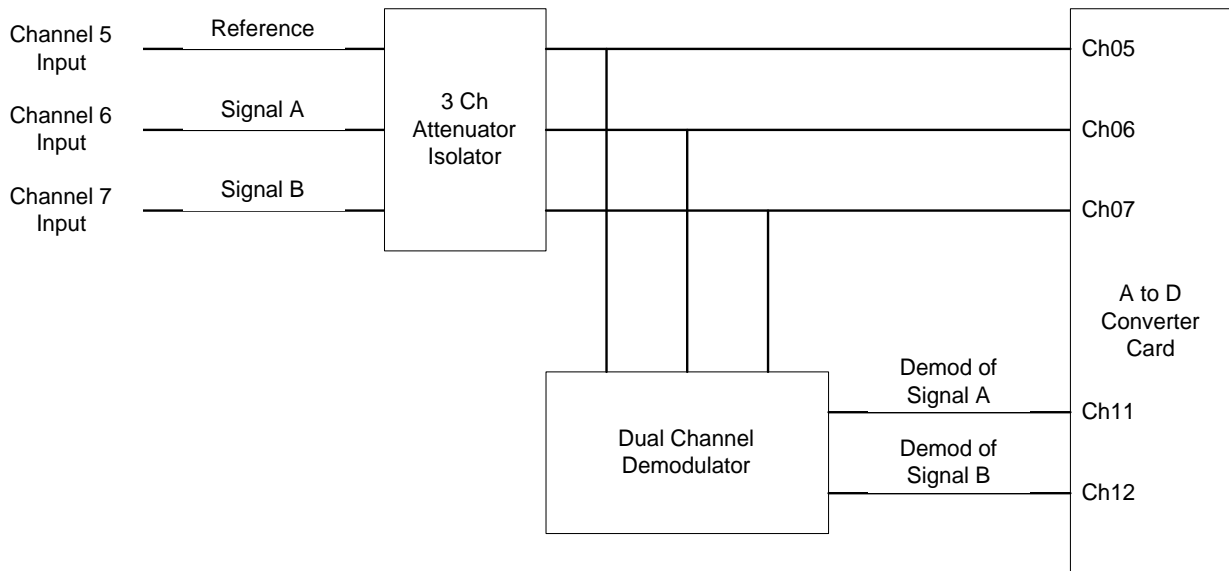 Channel 5
Input
Reference
Channel 6
Input
Signal A
Channel 7
Input
Signal B
3 Ch
Attenuator
Isolator
Ch05
Ch06
Ch07
A to D
Converter
Card
Dual Channel
Demodulator
Demod of
Signal A
Ch11
Demod of
Signal B
Ch12